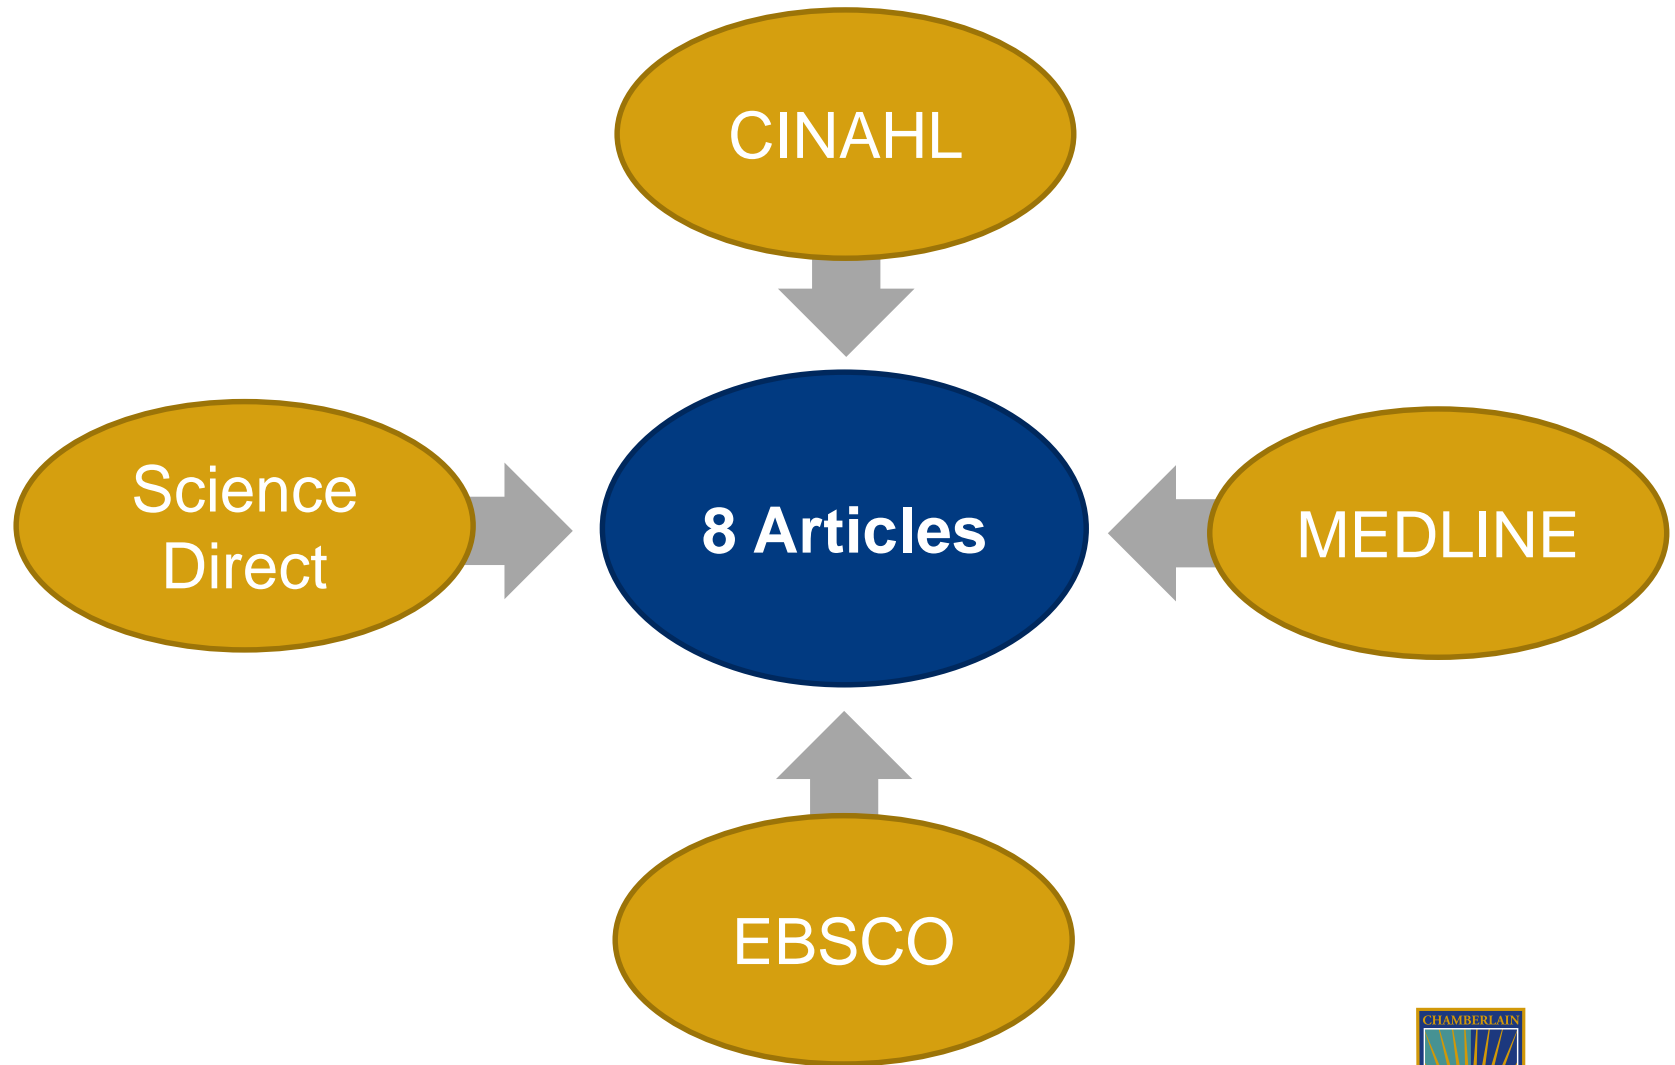 CINAHL
Science
Direct
8 Articles
MEDLINE
EBSCO
CHAMBERLAIN